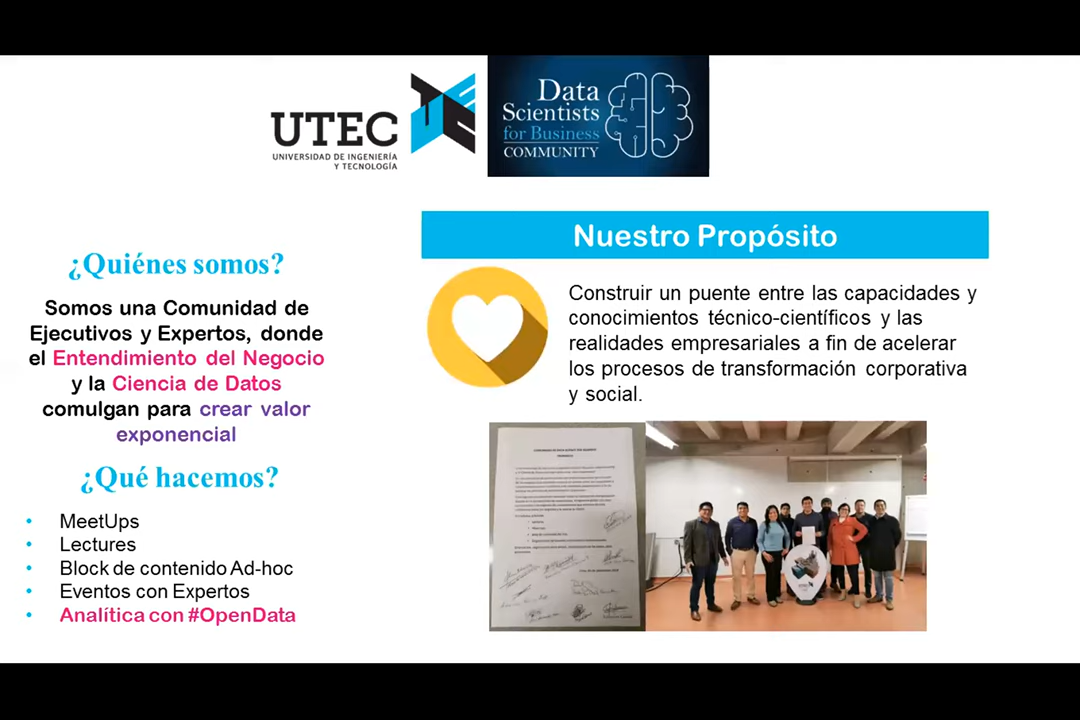 UTEC
UNIVERSIDAD DE INGENIERÍA
Y TECNOLOGÍA
Data
Scientists
for Business
COMMUNITY
¿Quiénes somos?
Somos una Comunidad de
Ejecutivos y Expertos, donde
el Entendimiento del Negocio
y la Ciencia de Datos
comulgan para crear valor
exponencial
¿Qué hacemos?
• MeetUps
• Lectures
• Block de contenido Ad-hoc
• Eventos con Expertos
• Analítica con #OpenData
Nuestro Propósito
Construir un puente entre las capacidades y
conocimientos técnico-científicos y las
realidades empresariales a fin de acelerar
los procesos de transformación corporativa
y social.